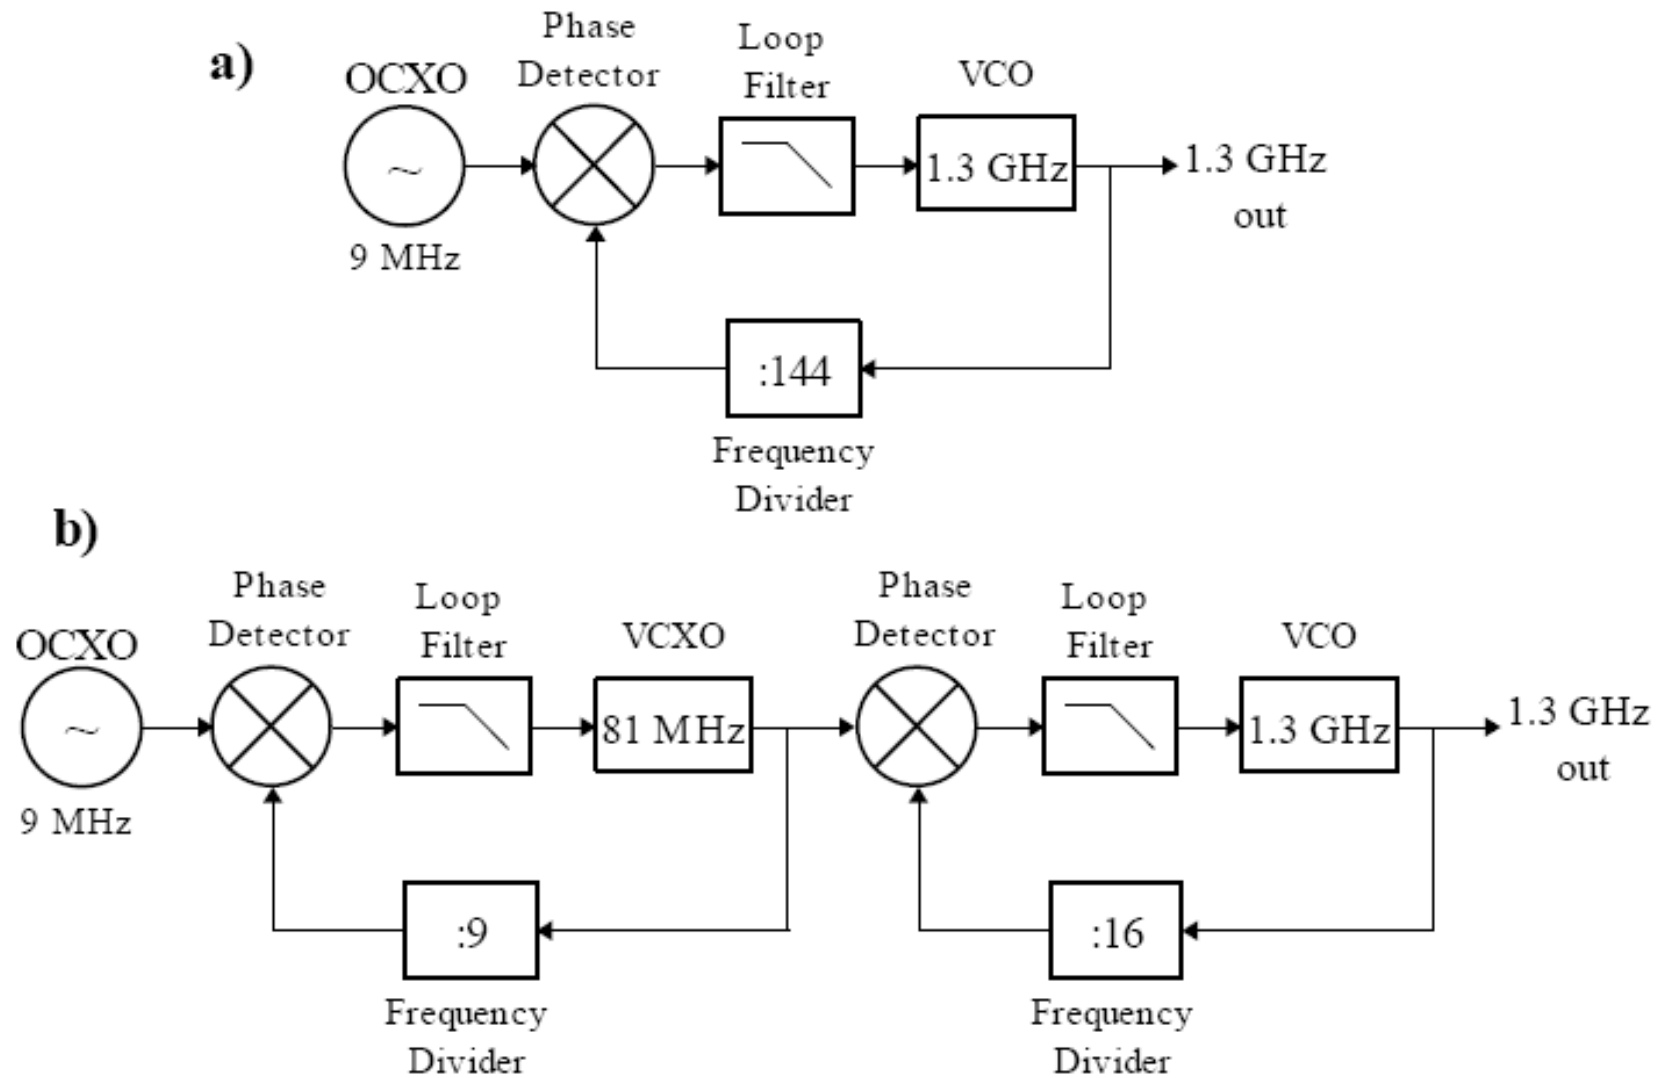 a)
OCXO
Phase
Detector
Loop
Filter
VCO
~
1.3 GHz
1.3 GHz
out
9 MHz
:144
Frequency
Divider
b)
OCXO
Phase
Detector
Loop
Filter
VCXO
Phase
Detector
Loop
Filter
VCO
~
81 MHz
1.3 GHz
1.3 GHz
out
9 MHz
:9
:16
Frequency
Divider
Frequency
Divider